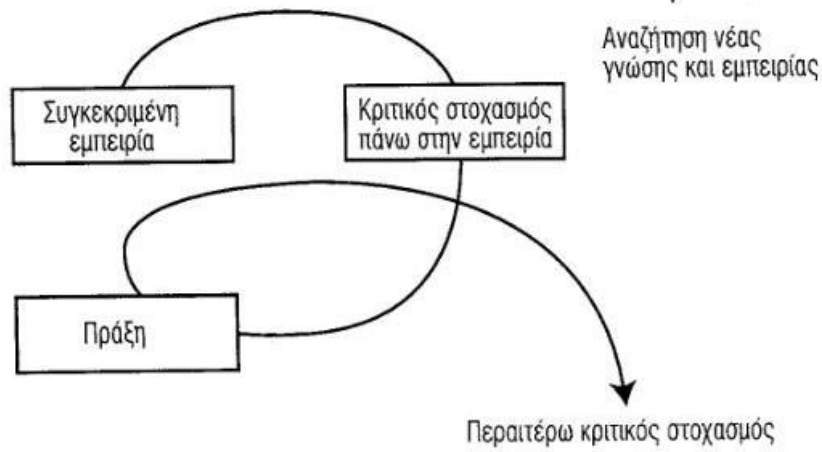 Αναζήτηση νέας
γνώσης και εμπειρίας
Συγκεκριμένη
εμπειρία
Κριτικός στοχασμός
πάνω στην εμπειρία
Πράξη
Περαιτέρω κριτικός στοχασμός